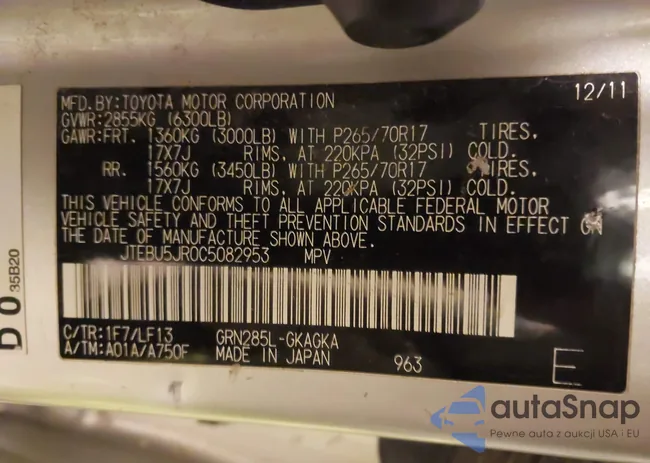 MFD. BY: TOYOTA MOTOR CORPORATION 12/11
GVWR: 2855KG (6300LB)
GAWR: FRT. 1360KG (3000LB) WITH P265/70R17 TIRES,
17X7J RIMS, AT 220KPA (32PSI) COLD.
RR. 1560KG (3450LB) WITH P265/70R17 TIRES,
17X7J RIMS, AT 220KPA (32PSI) COLD.
THIS VEHICLE CONFORMS TO ALL APPLICABLE FEDERAL MOTOR
VEHICLE SAFETY AND THEFT PREVENTION STANDARDS IN EFFECT ON
THE DATE OF MANUFACTURE SHOWN ABOVE.
JTEBU5JR0C5082953 MPV
C/TR: 1F7/LF13 GRN285L-GKAGKA
A/TM: A01A/A750F MADE IN JAPAN 963 E
D 0 35B20
autaSnap
Pewne auta z aukcji USA i EU